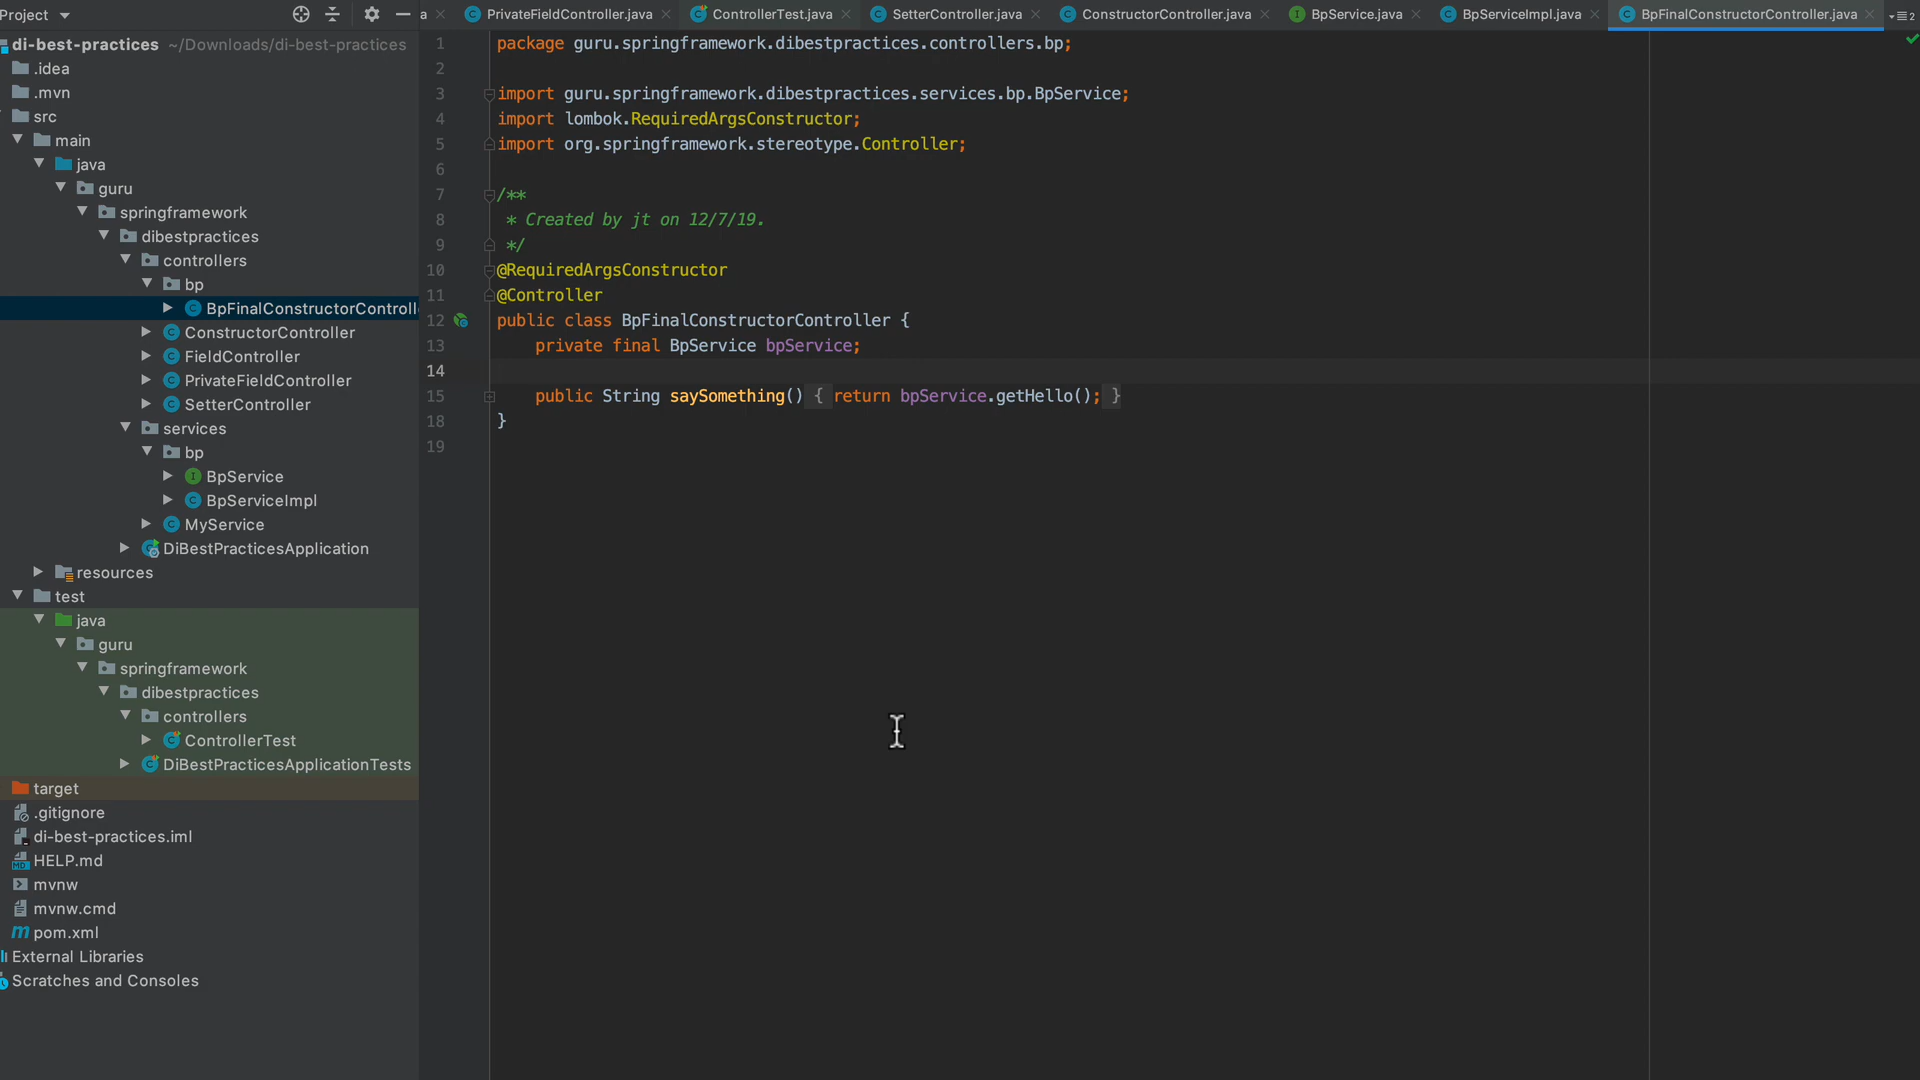 Project
a
PrivateFieldController.java
ControllerTest.java
SetterController.java
ConstructorController.java
BpService.java
BpServiceImpl.java
BpFinalConstructorController.java
2
di-best-practices ~/Downloads/di-best-practices
.idea
.mvn
src
main
java
guru
springframework
dibestpractices
controllers
bp
BpFinalConstructorControll
ConstructorController
FieldController
PrivateFieldController
SetterController
services
bp
BpService
BpServiceImpl
MyService
DiBestPracticesApplication
resources
test
java
guru
springframework
dibestpractices
controllers
ControllerTest
DiBestPracticesApplicationTests
target
.gitignore
di-best-practices.iml
HELP.md
mvnw
mvnw.cmd
pom.xml
External Libraries
Scratches and Consoles
1 package guru.springframework.dibestpractices.controllers.bp;
2
3 import guru.springframework.dibestpractices.services.bp.BpService;
4 import lombok.RequiredArgsConstructor;
5 import org.springframework.stereotype.Controller;
6
7 /**
8 * Created by jt on 12/7/19.
9 */
10 @RequiredArgsConstructor
11 @Controller
12 public class BpFinalConstructorController {
13 private final BpService bpService;
14
15 public String saySomething() { return bpService.getHello(); }
18 }
19